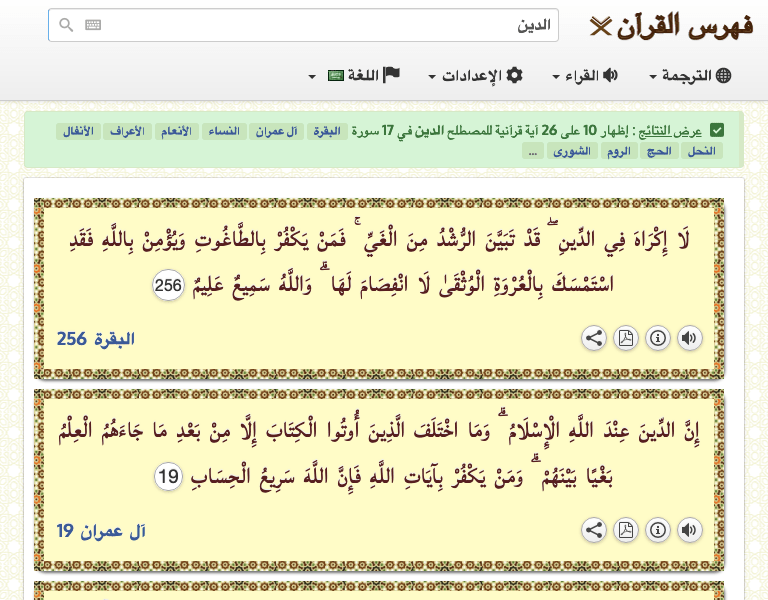 فهرس القرآن
الدين
الترجمة القراء الإعدادات اللغة
عرض النتائج : إظهار 10 على 26 آية قرآنية للمصطلح الدين في 17 سورة البقرة آل عمران النساء الأنعام الأعراف الأنفال
النحل الحج الروم الشورى ...
لَا إِكْرَاهَ فِي الدِّينِ ۖ قَدْ تَبَيَّنَ الرُّشْدُ مِنَ الْغَيِّ ۚ فَمَنْ يَكْفُرْ بِالطَّاغُوتِ وَيُؤْمِنْ بِاللَّهِ فَقَدِ
اسْتَمْسَكَ بِالْعُرْوَةِ الْوُثْقَىٰ لَا انْفِصَامَ لَهَا ۗ وَاللَّهُ سَمِيعٌ عَلِيمٌ 256
البقرة 256
إِنَّ الدِّينَ عِنْدَ اللَّهِ الْإِسْلَامُ ۗ وَمَا اخْتَلَفَ الَّذِينَ أُوتُوا الْكِتَابَ إِلَّا مِنْ بَعْدِ مَا جَاءَهُمُ الْعِلْمُ
بَغْيًا بَيْنَهُمْ ۗ وَمَنْ يَكْفُرْ بِآيَاتِ اللَّهِ فَإِنَّ اللَّهَ سَرِيعُ الْحِسَابِ 19
آل عمران 19